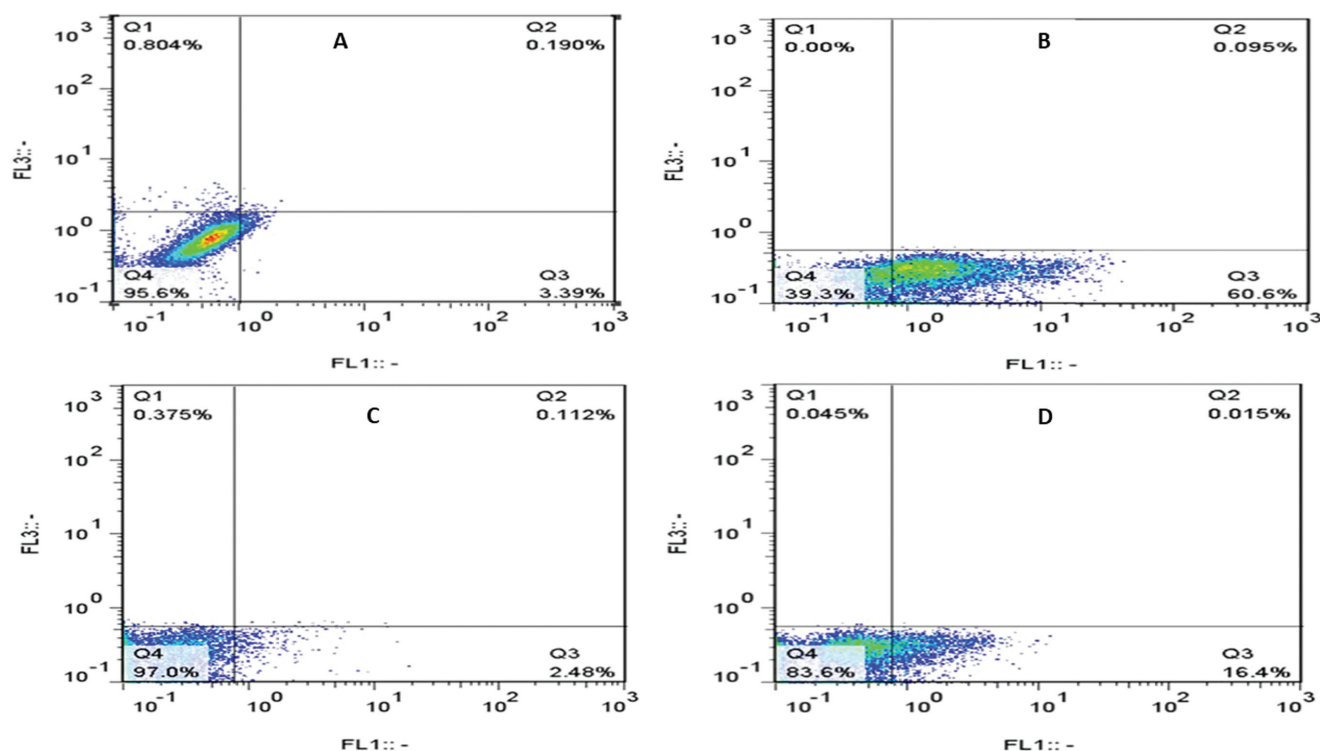 A
Q1
0.804%
Q2
0.190%
10³
10²
10¹
10⁰
10⁻¹
FL3::-
Q4
95.6%
Q3
3.39%
10⁻¹ 10⁰ 10¹ 10² 10³
FL1:: -
B
Q1
0.00%
Q2
0.095%
10³
10²
10¹
10⁰
10⁻¹
FL3::-
Q4
39.3%
Q3
60.6%
10⁻¹ 10⁰ 10¹ 10² 10³
FL1:: -
C
Q1
0.375%
Q2
0.112%
10³
10²
10¹
10⁰
10⁻¹
FL3::-
Q4
97.0%
Q3
2.48%
10⁻¹ 10⁰ 10¹ 10² 10³
FL1:: -
D
Q1
0.045%
Q2
0.015%
10³
10²
10¹
10⁰
10⁻¹
FL3::-
Q4
83.6%
Q3
16.4%
10⁻¹ 10⁰ 10¹ 10² 10³
FL1:: -